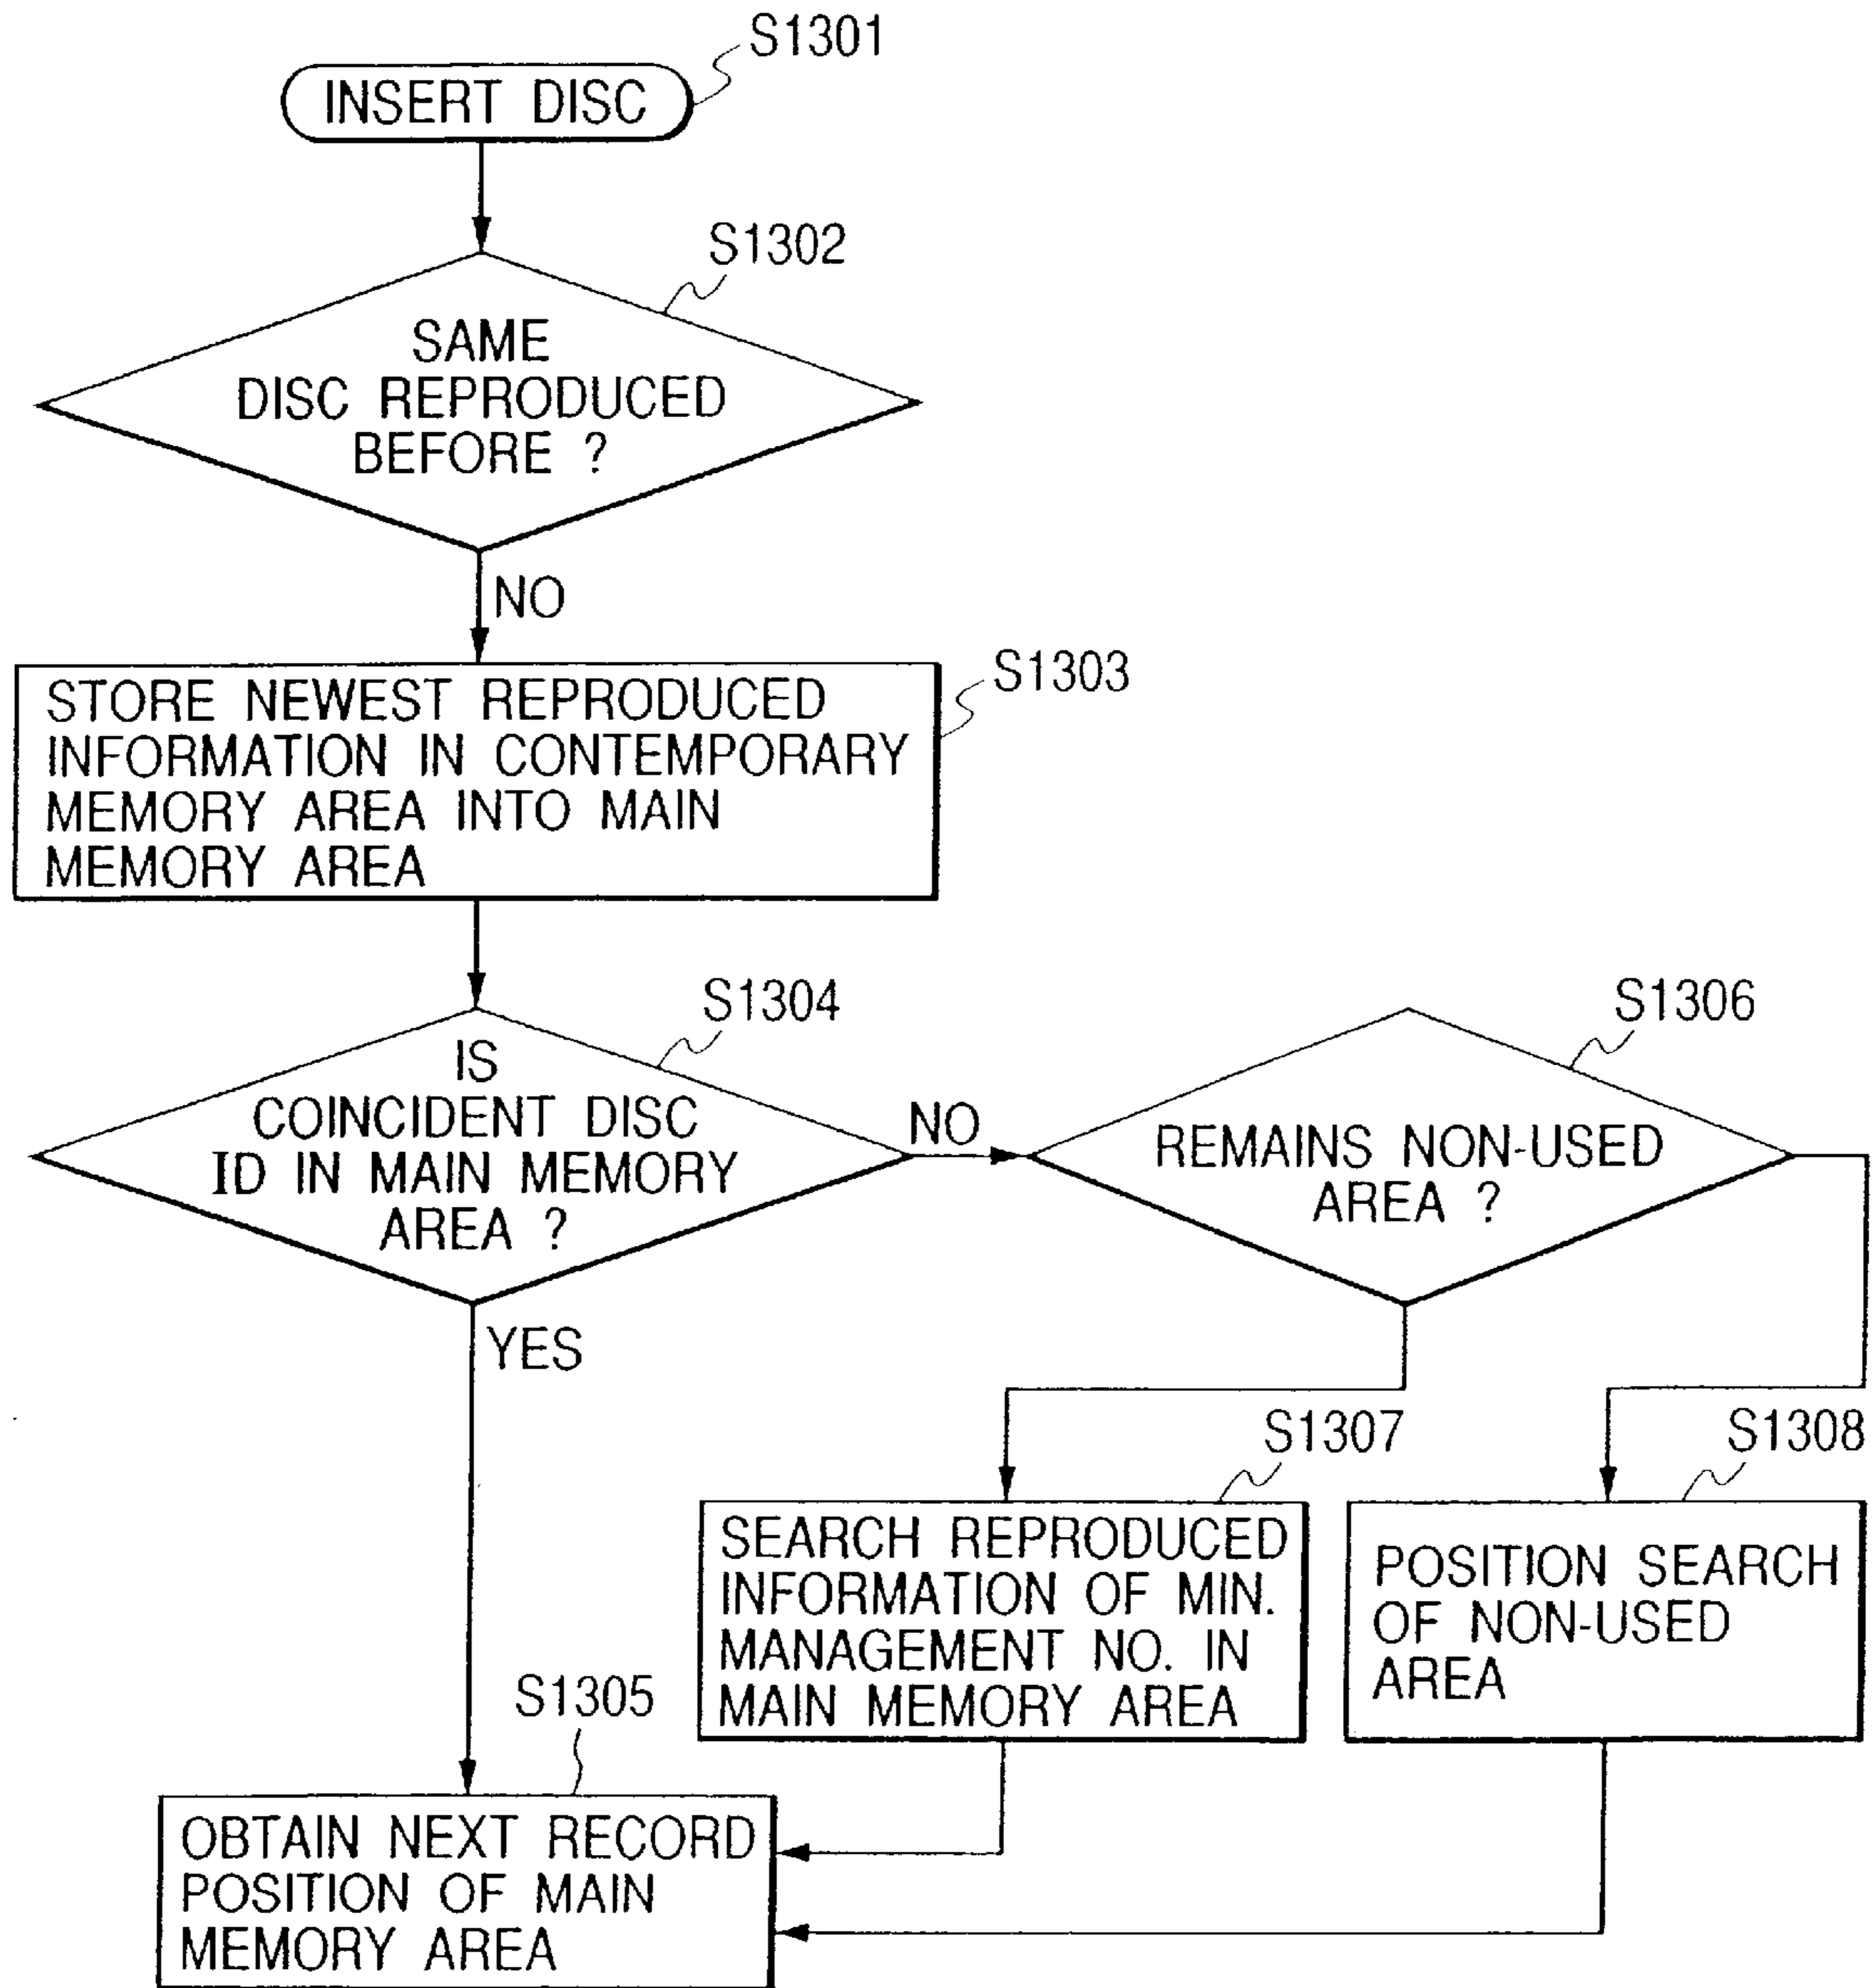 S1301
INSERT DISC
S1302
SAME
DISC REPRODUCED
BEFORE ?
NO
S1303
STORE NEWEST REPRODUCED
INFORMATION IN CONTEMPORARY
MEMORY AREA INTO MAIN
MEMORY AREA
S1304
IS
COINCIDENT DISC
ID IN MAIN MEMORY
AREA ?
NO
YES
S1306
REMAINS NON-USED
AREA ?
S1307
SEARCH REPRODUCED
INFORMATION OF MIN.
MANAGEMENT NO. IN
MAIN MEMORY AREA
S1308
POSITION SEARCH
OF NON-USED
AREA
S1305
OBTAIN NEXT RECORD
POSITION OF MAIN
MEMORY AREA